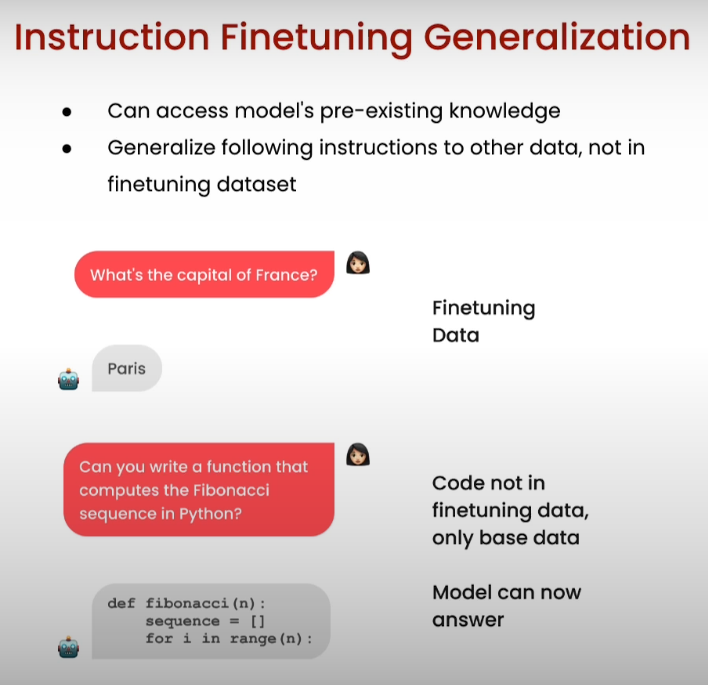 Instruction Finetuning Generalization
● Can access model's pre-existing knowledge
● Generalize following instructions to other data, not in
finetuning dataset
What's the capital of France?
Finetuning
Data
Paris
Can you write a function that
computes the Fibonacci
sequence in Python?
Code not in
finetuning data,
only base data
def fibonacci(n):
    sequence = []
    for i in range(n):
Model can now
answer